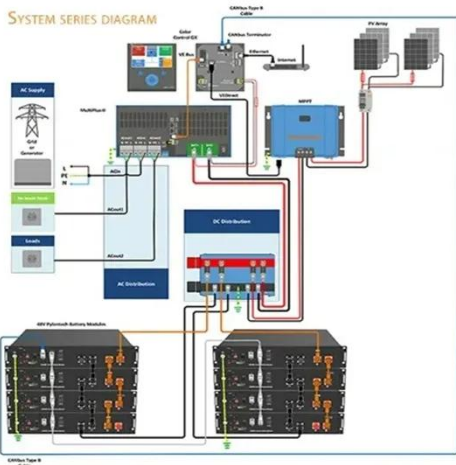 SYSTEM SERIES DIAGRAM
CANbus Type B
Cable
Color
Control GX
CANbus Terminator
VE Bus
Ethernet
Internet
PV Array
AC Supply
Grid
or
Generator
MultiPlus-II
VE.Direct
MPPT
L
PE
N
ACin
ACout1
Loads
ACout2
AC Distribution
DC Distribution
48V Pylontech Battery Modules
CANbus Type B